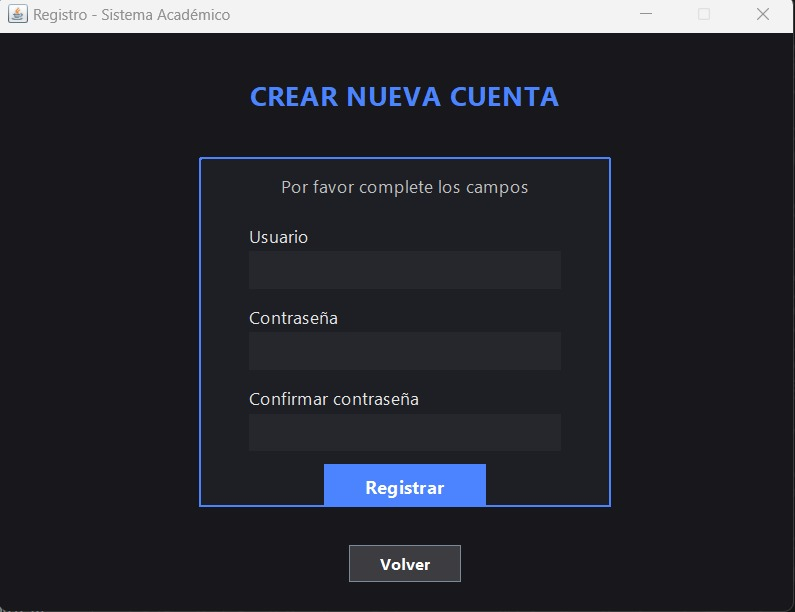 Registro - Sistema Académico
CREAR NUEVA CUENTA
Por favor complete los campos
Usuario
Contraseña
Confirmar contraseña
Registrar
Volver